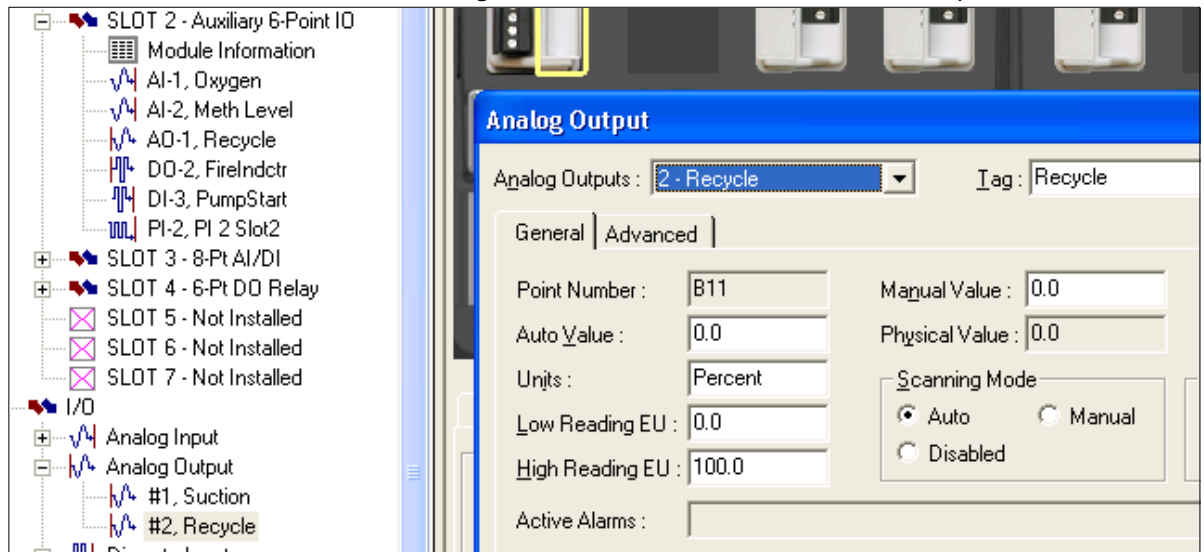 SLOT 2 - Auxiliary 6-Point IO
Module Information
AI-1, Oxygen
AI-2, Meth Level
AO-1, Recycle
DO-2, FireIndctr
DI-3, PumpStart
PI-2, PI 2 Slot2
SLOT 3 - 8-Pt AI/DI
SLOT 4 - 6-Pt DO Relay
SLOT 5 - Not Installed
SLOT 6 - Not Installed
SLOT 7 - Not Installed
I/O
Analog Input
Analog Output
#1, Suction
#2, Recycle
Analog Output
Analog Outputs : 2 - Recycle Tag : Recycle
General Advanced
Point Number : B11 Manual Value : 0.0
Auto Value : 0.0 Physical Value : 0.0
Units : Percent Scanning Mode
Low Reading EU : 0.0 Auto Manual
High Reading EU : 100.0 Disabled
Active Alarms :